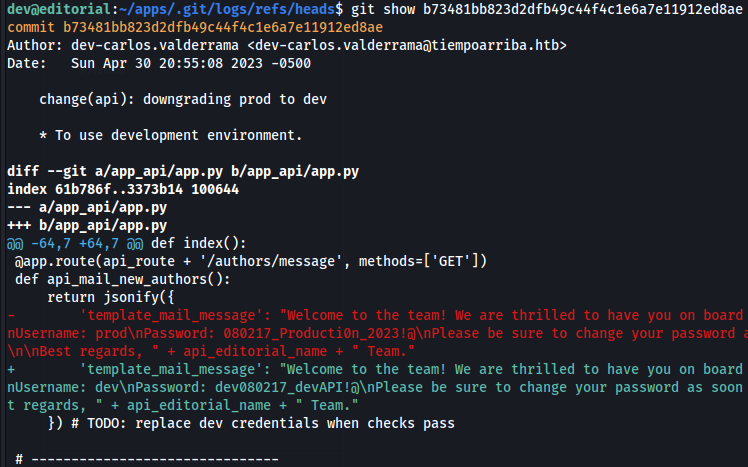 dev@editorial:~/apps/.git/logs/refs/heads$ git show b73481bb823d2dfb49c44f4c1e6a7e11912ed8ae
commit b73481bb823d2dfb49c44f4c1e6a7e11912ed8ae
Author: dev-carlos.valderrama <dev-carlos.valderrama@tiempoarriba.htb>
Date:   Sun Apr 30 20:55:08 2023 -0500
    change(api): downgrading prod to dev
    * To use development environment.
diff --git a/app_api/app.py b/app_api/app.py
index 61b786f..3373b14 100644
--- a/app_api/app.py
+++ b/app_api/app.py
@@ -64,7 +64,7 @@ def index():
 @app.route(api_route + '/authors/message', methods=['GET'])
 def api_mail_new_authors():
     return jsonify({
-        'template_mail_message': "Welcome to the team! We are thrilled to have you on board
nUsername: prod\nPassword: 080217_Producti0n_2023!@\nPlease be sure to change your password a
\n\nBest regards, " + api_editorial_name + " Team."
+        'template_mail_message': "Welcome to the team! We are thrilled to have you on board
nUsername: dev\nPassword: dev080217_devAPI!@\nPlease be sure to change your password as soon
t regards, " + api_editorial_name + " Team."
     }) # TODO: replace dev credentials when checks pass
 # -------------------------------